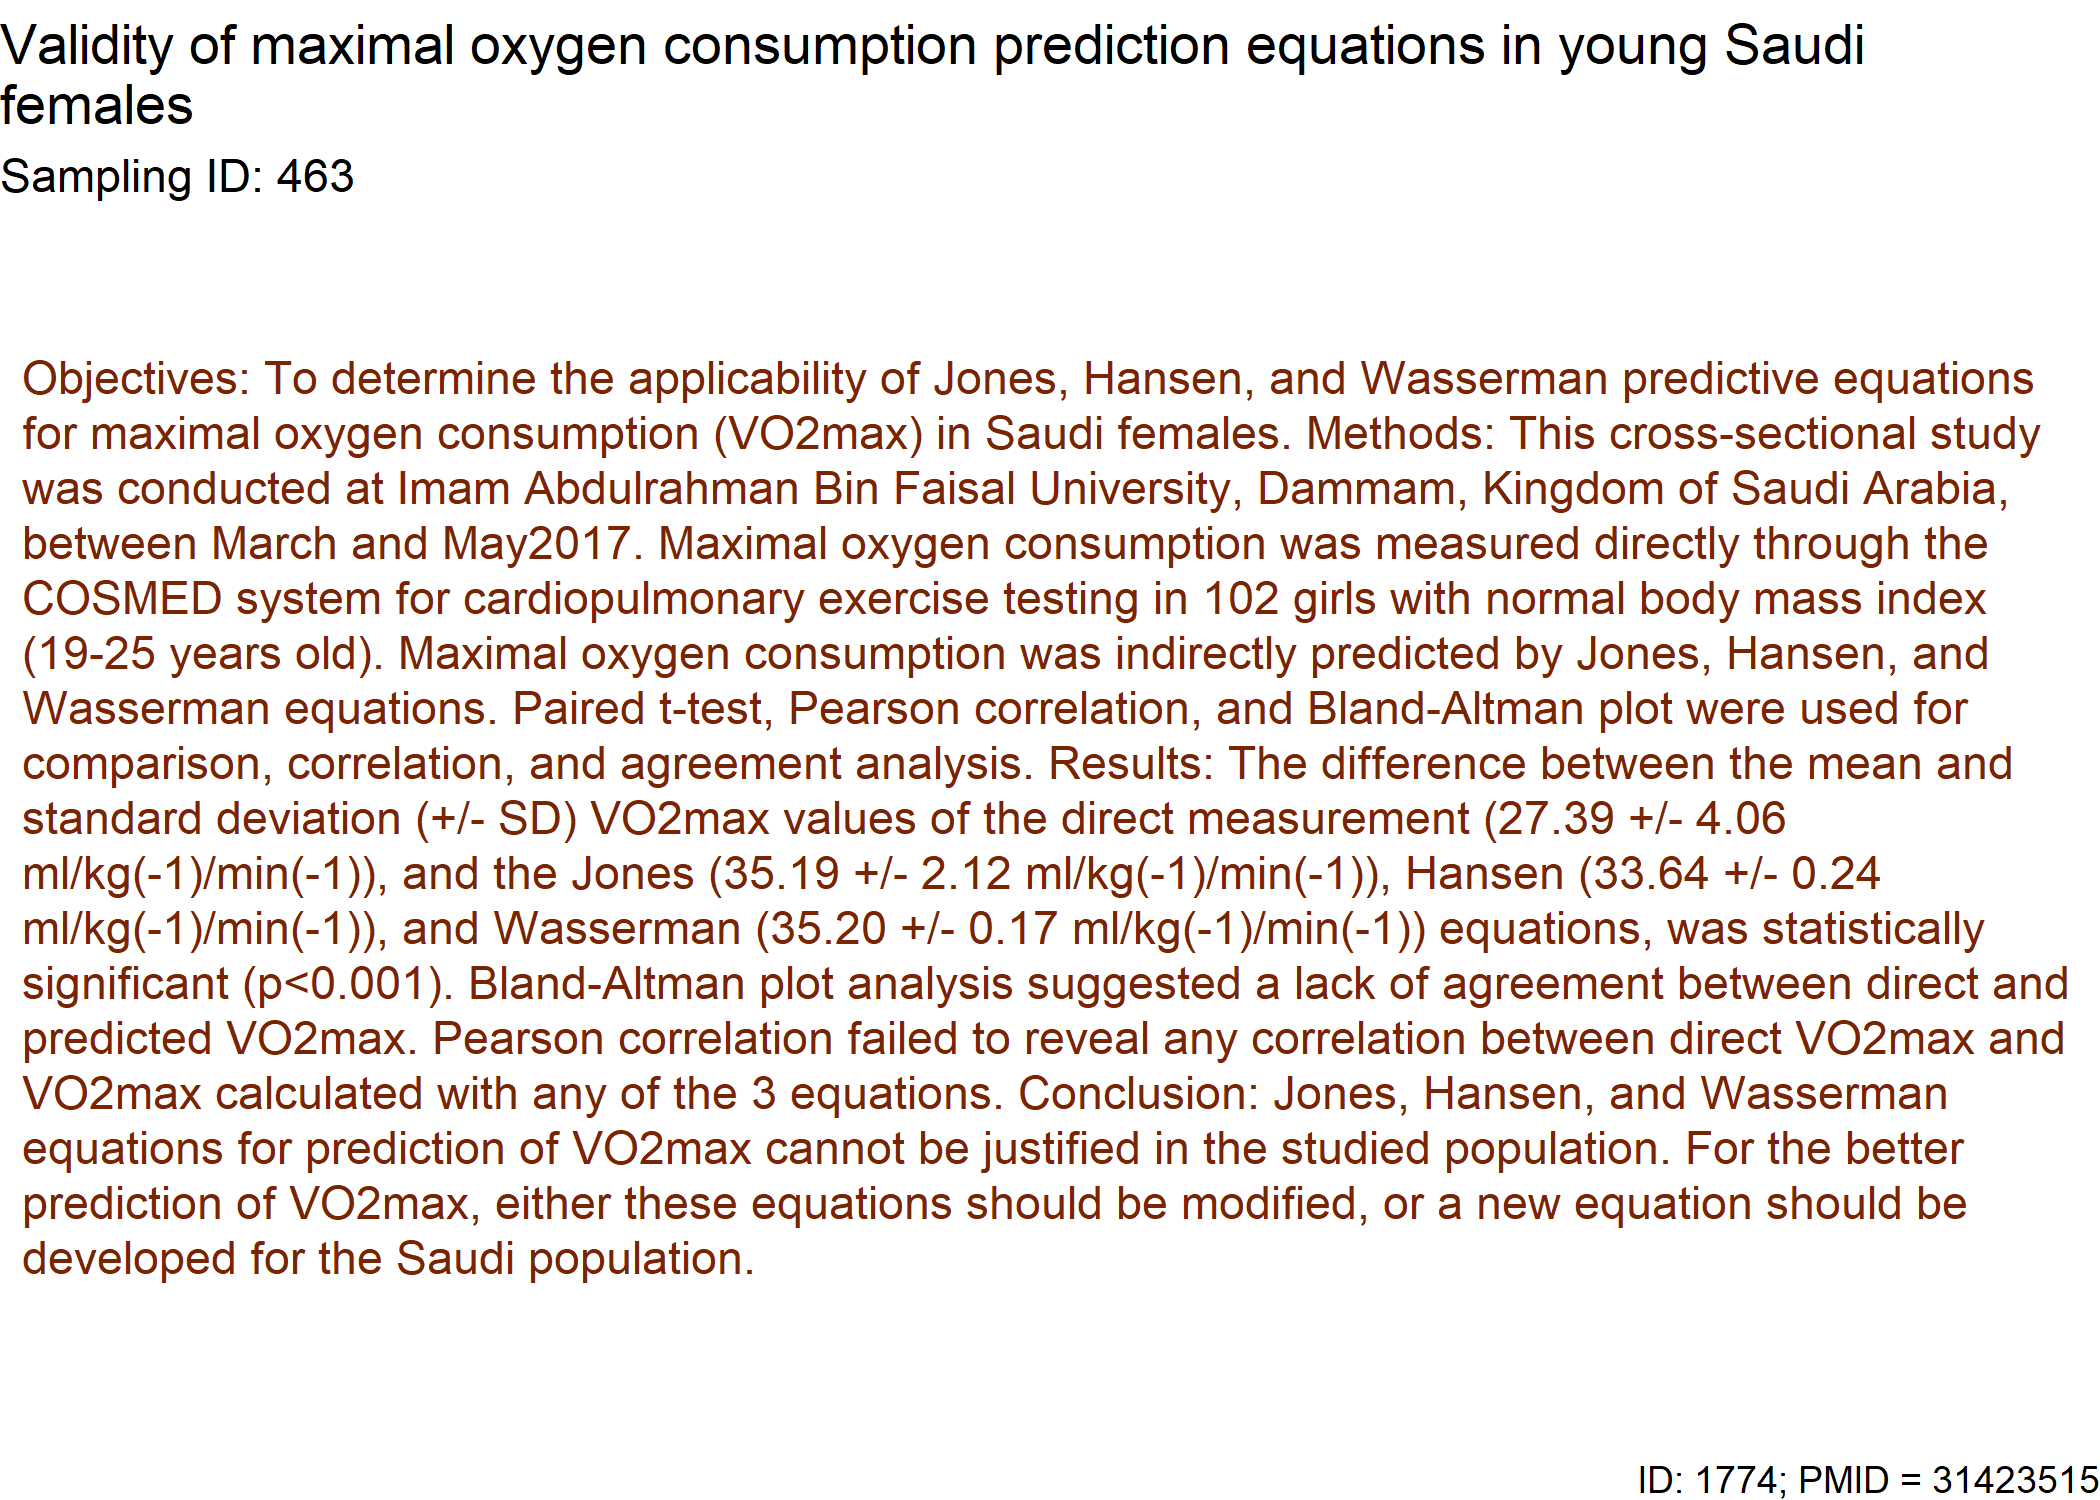 Validity of maximal oxygen consumption prediction equations in young Saudi
females
Sampling ID: 463
Objectives: To determine the applicability of Jones, Hansen, and Wasserman predictive equations
for maximal oxygen consumption (VO2max) in Saudi females. Methods: This cross-sectional study
was conducted at Imam Abdulrahman Bin Faisal University, Dammam, Kingdom of Saudi Arabia,
between March and May2017. Maximal oxygen consumption was measured directly through the
COSMED system for cardiopulmonary exercise testing in 102 girls with normal body mass index
(19-25 years old). Maximal oxygen consumption was indirectly predicted by Jones, Hansen, and
Wasserman equations. Paired t-test, Pearson correlation, and Bland-Altman plot were used for
comparison, correlation, and agreement analysis. Results: The difference between the mean and
standard deviation (+/- SD) VO2max values of the direct measurement (27.39 +/- 4.06
ml/kg(-1)/min(-1)), and the Jones (35.19 +/- 2.12 ml/kg(-1)/min(-1)), Hansen (33.64 +/- 0.24
ml/kg(-1)/min(-1)), and Wasserman (35.20 +/- 0.17 ml/kg(-1)/min(-1)) equations, was statistically
significant (p<0.001). Bland-Altman plot analysis suggested a lack of agreement between direct and
predicted VO2max. Pearson correlation failed to reveal any correlation between direct VO2max and
VO2max calculated with any of the 3 equations. Conclusion: Jones, Hansen, and Wasserman
equations for prediction of VO2max cannot be justified in the studied population. For the better
prediction of VO2max, either these equations should be modified, or a new equation should be
developed for the Saudi population.
ID: 1774; PMID = 31423515